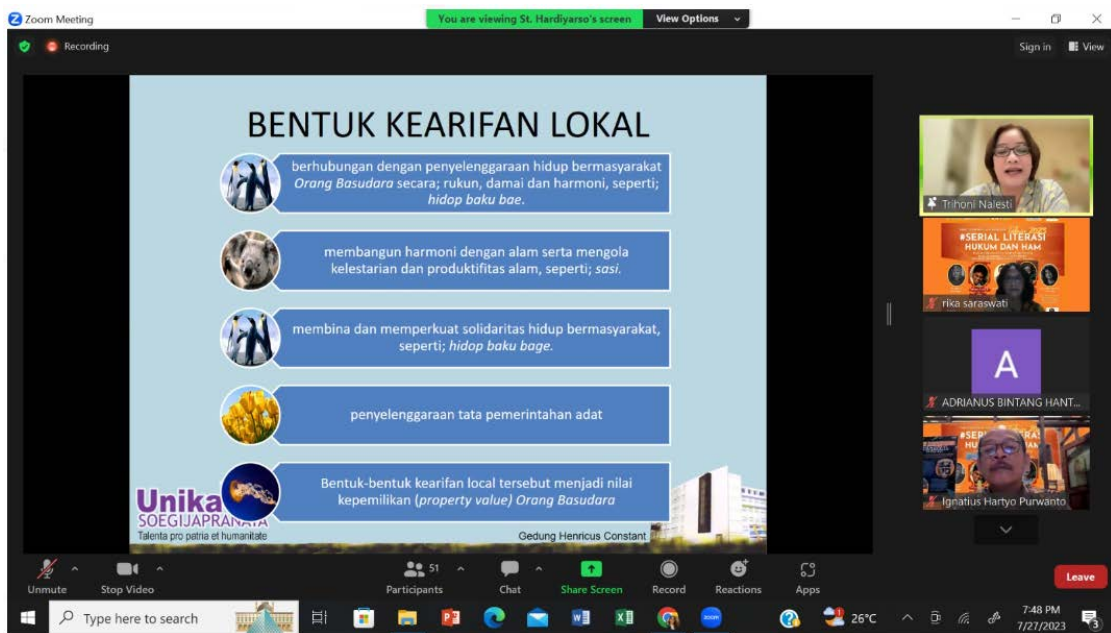 Zoom Meeting
You are viewing St. Hardiyarso's screen
View Options
Recording
Sign in
View
BENTUK KEARIFAN LOKAL
berhubungan dengan penyelenggaraan hidup bermasyarakat
Orang Basudara secara; rukun, damai dan harmoni, seperti;
hidop baku bae.
membangun harmoni dengan alam serta mengola
kelestarian dan produktifitas alam, seperti; sasi.
membina dan memperkuat solidaritas hidup bermasyarakat,
seperti; hidop baku bage.
penyelenggaraan tata pemerintahan adat
Bentuk-bentuk kearifan local tersebut menjadi nilai
kepemilikan (property value) Orang Basudara
Unika
SOEGIJAPRANATA
Talenta pro patria et humanitate
Gedung Henricus Constant
Trihoni Nalesti
#SERIAL LITERASI
HUKUM DAN HAM
rika saraswati
A
ADRIANUS BINTANG HANT...
Ignatius Hartyo Purwanto
Unmute
Stop Video
51
Participants
Chat
Share Screen
Record
Reactions
Apps
Leave
Type here to search
26°C
7:48 PM
7/27/2023
3